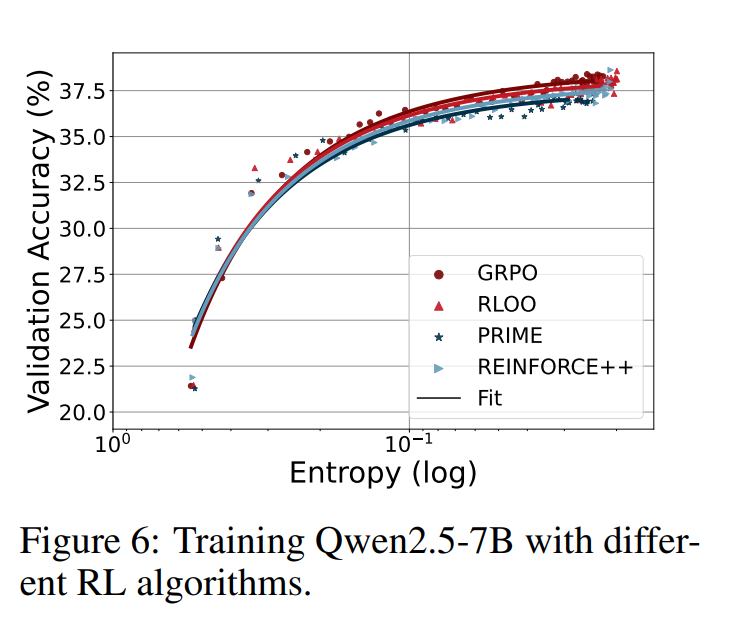 Validation Accuracy (%)
37.5
35.0
32.5
30.0
27.5
25.0
22.5
20.0
GRPO
RLOO
PRIME
REINFORCE++
Fit
10⁰
10⁻¹
Entropy (log)
Figure 6: Training Qwen2.5-7B with differ-
ent RL algorithms.